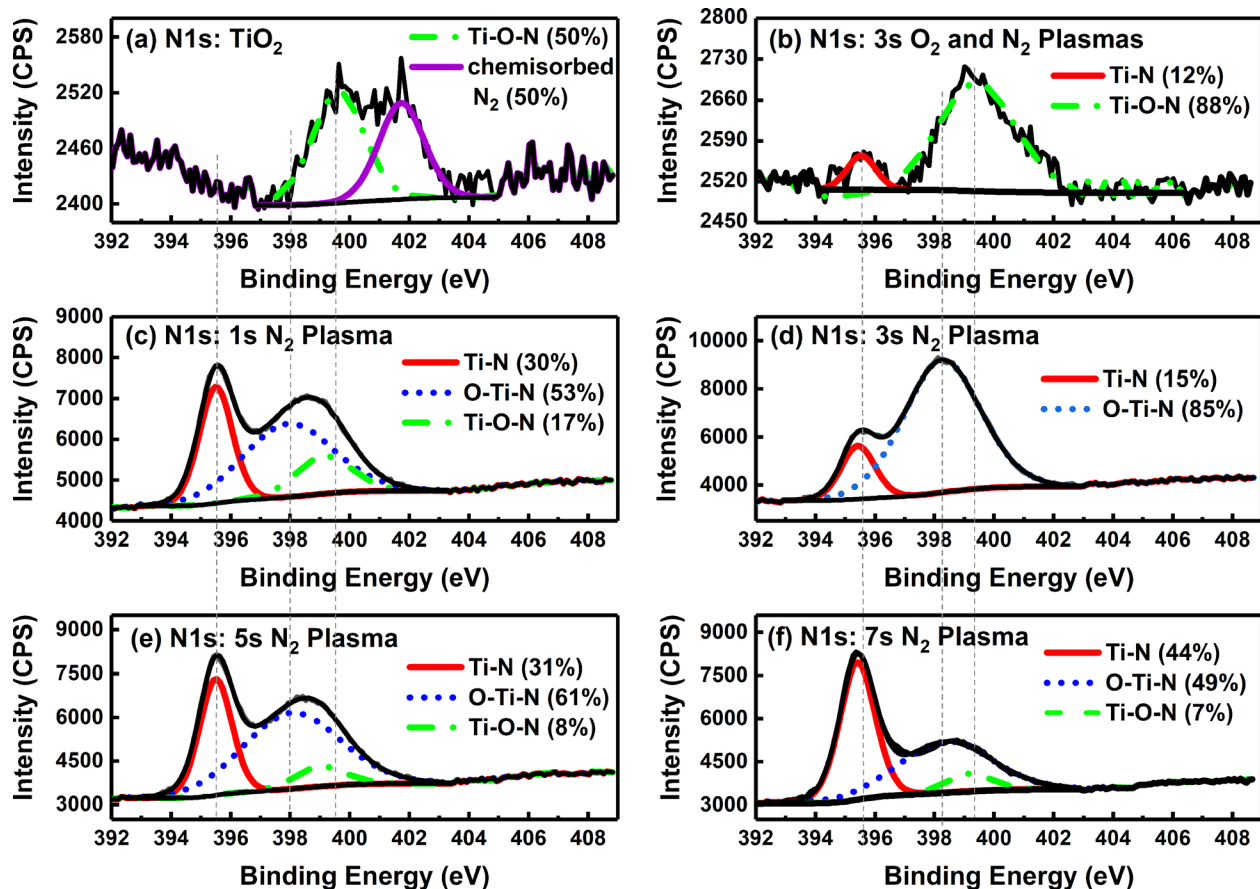 (a) N1s: TiO2
Ti-O-N (50%)
chemisorbed
N2 (50%)
Intensity (CPS)
2580
2520
2460
2400
392 394 396 398 400 402 404 406 408
Binding Energy (eV)
(b) N1s: 3s O2 and N2 Plasmas
Ti-N (12%)
Ti-O-N (88%)
Intensity (CPS)
2800
2730
2660
2590
2520
2450
392 394 396 398 400 402 404 406 408
Binding Energy (eV)
(c) N1s: 1s N2 Plasma
Ti-N (30%)
O-Ti-N (53%)
Ti-O-N (17%)
Intensity (CPS)
9000
8000
7000
6000
5000
4000
392 394 396 398 400 402 404 406 408
Binding Energy (eV)
(d) N1s: 3s N2 Plasma
Ti-N (15%)
O-Ti-N (85%)
Intensity (CPS)
10000
8000
6000
4000
392 394 396 398 400 402 404 406 408
Binding Energy (eV)
(e) N1s: 5s N2 Plasma
Ti-N (31%)
O-Ti-N (61%)
Ti-O-N (8%)
Intensity (CPS)
9000
7500
6000
4500
3000
392 394 396 398 400 402 404 406 408
Binding Energy (eV)
(f) N1s: 7s N2 Plasma
Ti-N (44%)
O-Ti-N (49%)
Ti-O-N (7%)
Intensity (CPS)
9000
7500
6000
4500
3000
392 394 396 398 400 402 404 406 408
Binding Energy (eV)